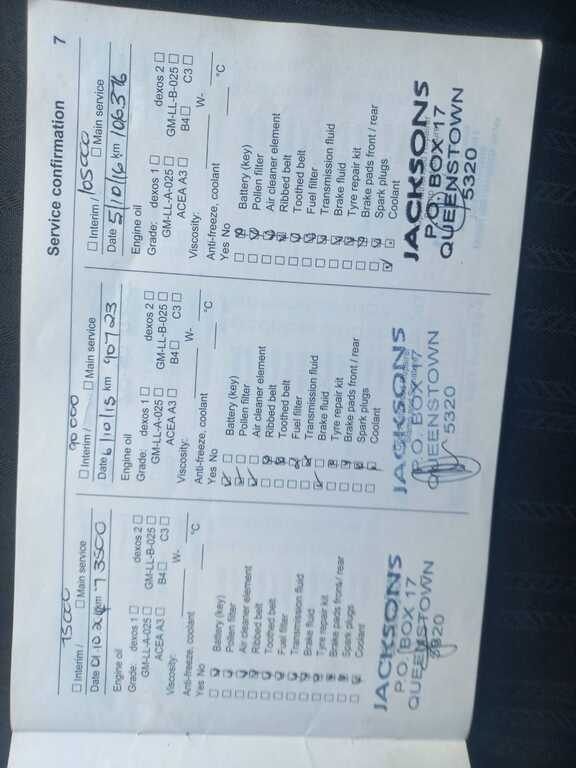 Service confirmation 7
75000
☐ Interim / ☐ Main service
Date 01.10.20 km 73500
Engine oil
Grade: dexos 1 ☐ dexos 2 ☐
GM-LL-A-025 ☐ GM-LL-B-025 ☐
ACEA A3 ☐ B4 ☐ C3 ☐
Viscosity: W-
Anti-freeze, coolant °C
Yes No
Battery (key)
Pollen filter
Air cleaner element
Ribbed belt
Toothed belt
Fuel filter
Transmission fluid
Brake fluid
Tyre repair kit
Brake pads front / rear
Spark plugs
Coolant
JACKSONS
P.O. BOX 17
QUEENSTOWN
5320
90000
☐ Interim / ☐ Main service
Date 6/10/15 km 90723
Engine oil
Grade: dexos 1 ☐ dexos 2 ☐
GM-LL-A-025 ☐ GM-LL-B-025 ☐
ACEA A3 ☐ B4 ☐ C3 ☐
Viscosity: W-
Anti-freeze, coolant °C
Yes No
Battery (key)
Pollen filter
Air cleaner element
Ribbed belt
Toothed belt
Fuel filter
Transmission fluid
Brake fluid
Tyre repair kit
Brake pads front / rear
Spark plugs
Coolant
JACKSONS
P.O. BOX 17
QUEENSTOWN
5320
105000
☐ Interim / ☐ Main service
Date 5/10/16 km 106376
Engine oil
Grade: dexos 1 ☐ dexos 2 ☐
GM-LL-A-025 ☐ GM-LL-B-025 ☐
ACEA A3 ☐ B4 ☐ C3 ☐
Viscosity: W-
Anti-freeze, coolant °C
Yes No
Battery (key)
Pollen filter
Air cleaner element
Ribbed belt
Toothed belt
Fuel filter
Transmission fluid
Brake fluid
Tyre repair kit
Brake pads front / rear
Spark plugs
Coolant
JACKSONS
P.O. BOX 17
QUEENSTOWN
5320